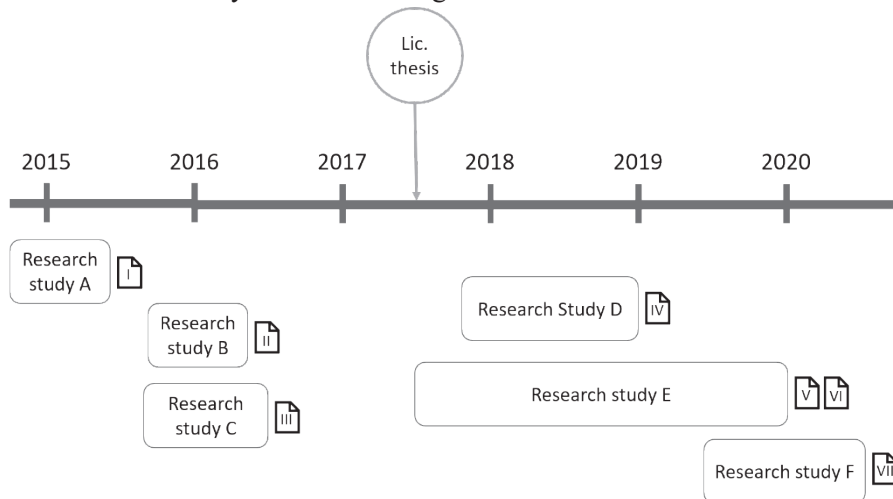 Lic.
thesis
2015 2016 2017 2018 2019 2020
Research
study A
I
Research
study B
II
Research
study C
III
Research Study D
IV
Research study E
V VI
Research study F
VII